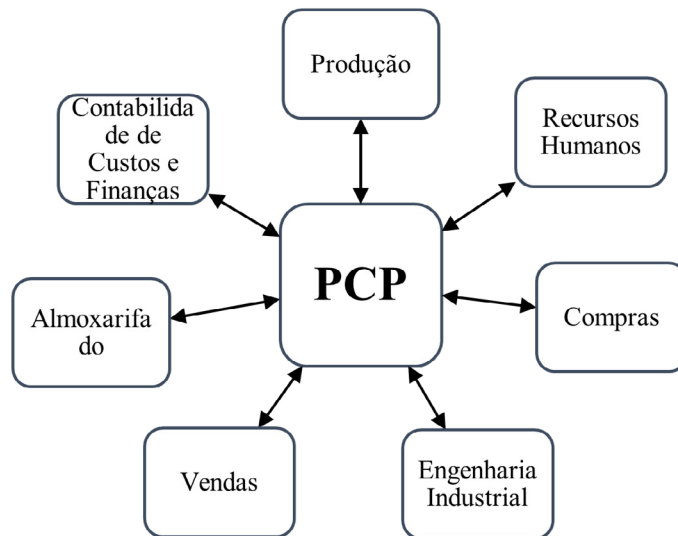 Produção
Contabilida
de de
Custos e
Finanças
Recursos
Humanos
PCP
Almoxarifa
do
Compras
Vendas
Engenharia
Industrial